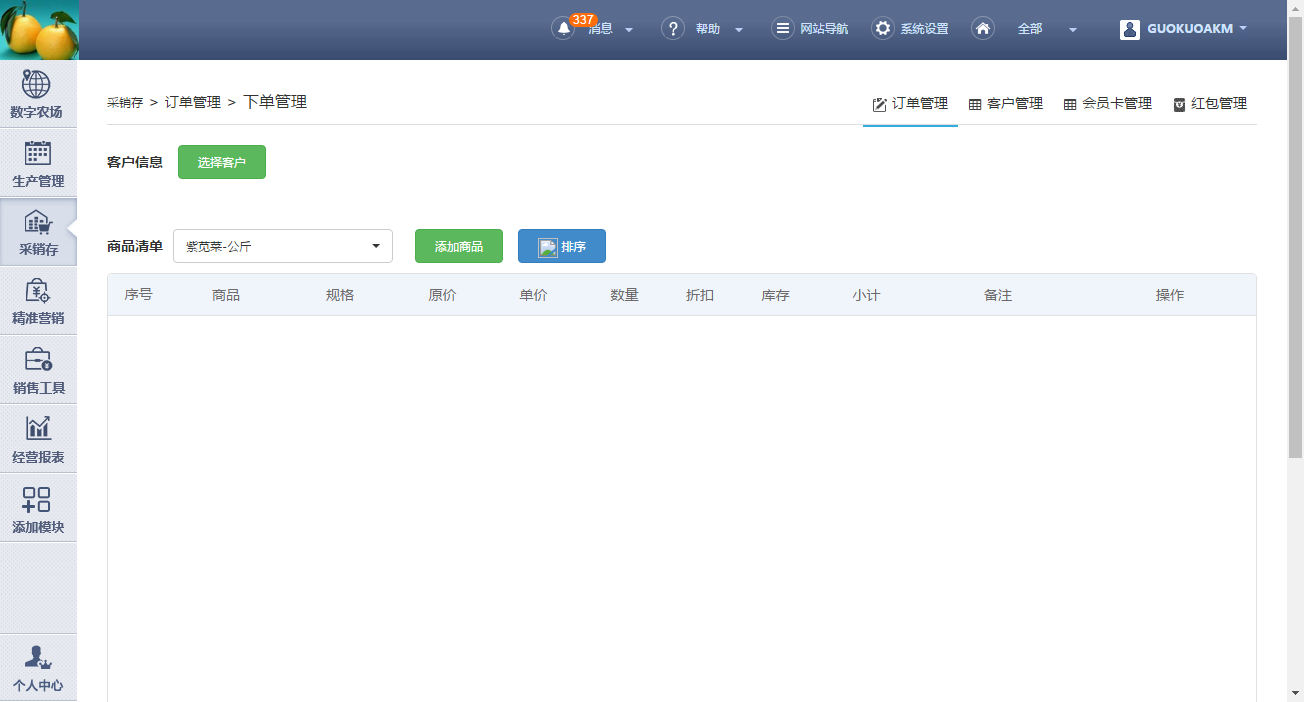 337
消息
帮助
网站导航
系统设置
全部
GUOKUOAKM
数字农场
生产管理
采销存
精准营销
销售工具
经营报表
添加模块
个人中心
采销存 > 订单管理 > 下单管理
订单管理
客户管理
会员卡管理
红包管理
客户信息 选择客户
商品清单 紫苋菜-公斤 添加商品 排序
序号 商品 规格 原价 单价 数量 折扣 库存 小计 备注 操作